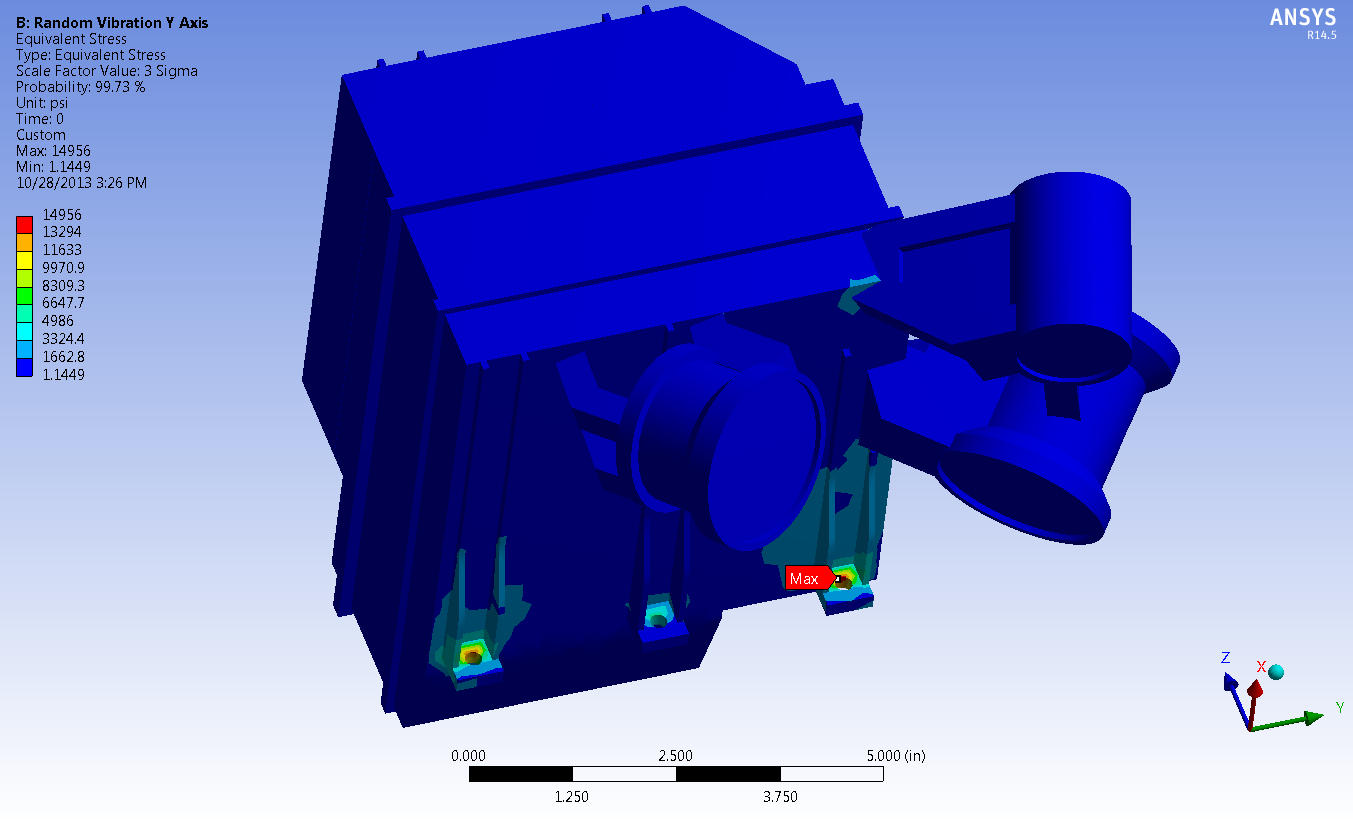 B: Random Vibration Y Axis
Equivalent Stress
Type: Equivalent Stress
Scale Factor Value: 3 Sigma
Probability: 99.73 %
Unit: psi
Time: 0
Custom
Max: 14956
Min: 1.1449
10/28/2013 3:26 PM
ANSYS
R14.5
14956
13294
11633
9970.9
8309.3
6647.7
4986
3324.4
1662.8
1.1449
Max
Z
X
Y
0.000 2.500 5.000 (in)
1.250 3.750